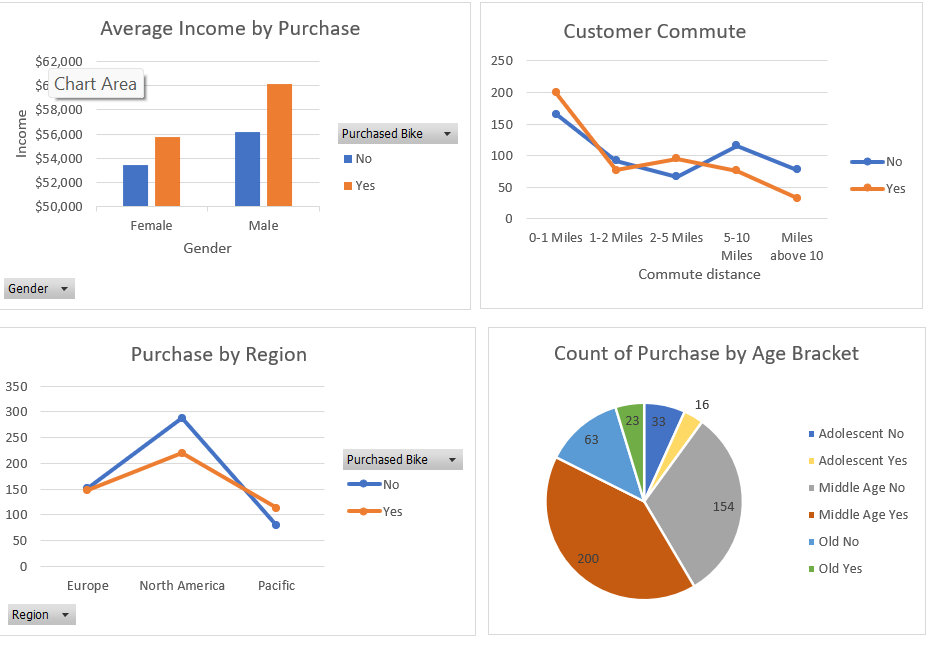 Average Income by Purchase
$62,000
$6
Chart Area
$58,000
$56,000
$54,000
$52,000
$50,000
Income
Female
Male
Gender
Purchased Bike
No
Yes
Gender
Customer Commute
250
200
150
100
50
0
0-1 Miles 1-2 Miles 2-5 Miles 5-10 Miles
Miles above 10
Commute distance
No
Yes
Purchase by Region
350
300
250
200
150
100
50
0
Europe
North America
Pacific
Purchased Bike
No
Yes
Region
Count of Purchase by Age Bracket
16
23
33
63
154
200
Adolescent No
Adolescent Yes
Middle Age No
Middle Age Yes
Old No
Old Yes